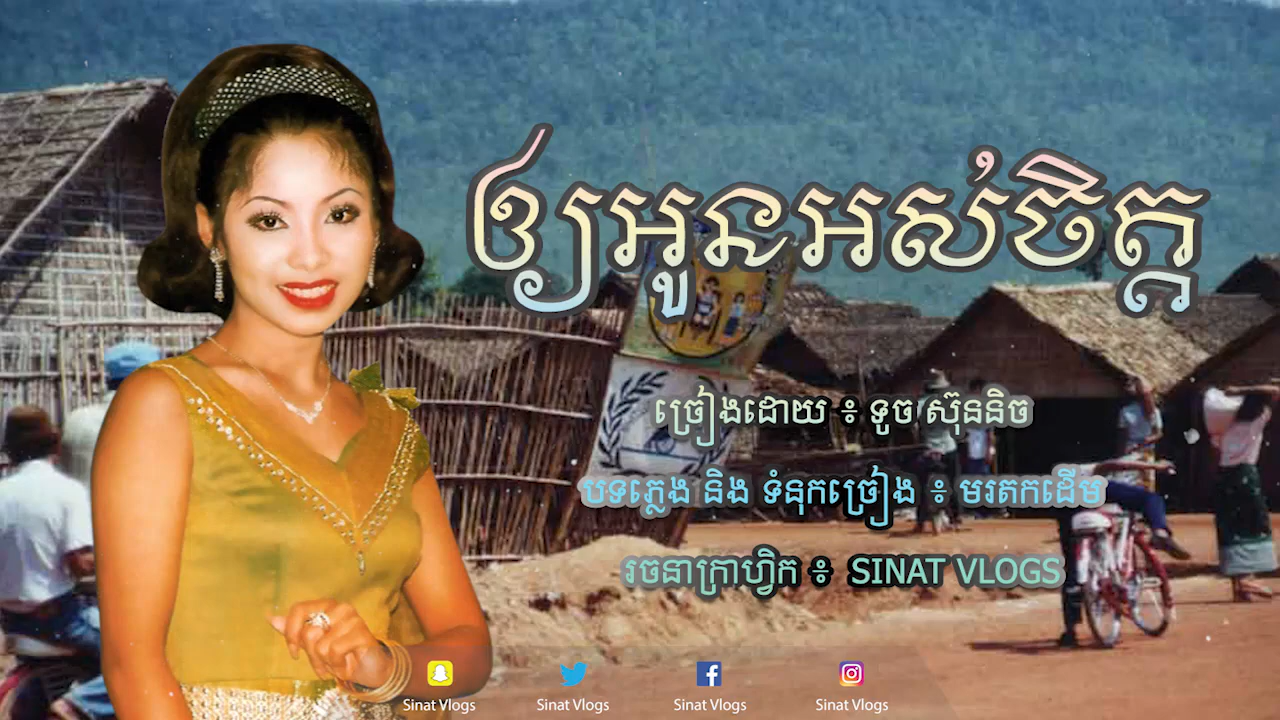 ឲ្យអូនអស់ចិត្ត
ច្រៀងដោយ ៖ ទូច ស៊ុននិច
បទភ្លេង និង ទំនុកច្រៀង ៖ មរតកដើម
រចនាក្រាហ្វិក ៖ SINAT VLOGS
Sinat Vlogs Sinat Vlogs Sinat Vlogs Sinat Vlogs